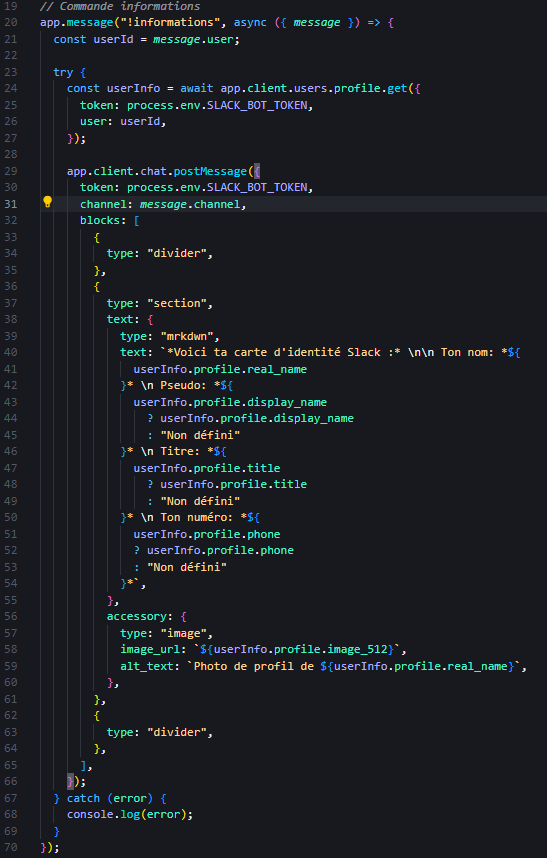 19 // Commande informations
20 app.message("!informations", async ({ message }) => {
21   const userId = message.user;
22
23   try {
24     const userInfo = await app.client.users.profile.get({
25       token: process.env.SLACK_BOT_TOKEN,
26       user: userId,
27     });
28
29     app.client.chat.postMessage({
30       token: process.env.SLACK_BOT_TOKEN,
31       channel: message.channel,
32       blocks: [
33         {
34           type: "divider",
35         },
36         {
37           type: "section",
38           text: {
39             type: "mrkdwn",
40             text: `*Voici ta carte d'identité Slack :* \n\n Ton nom: *${
41               userInfo.profile.real_name
42             }* \n Pseudo: *${
43               userInfo.profile.display_name
44                 ? userInfo.profile.display_name
45                 : "Non défini"
46             }* \n Titre: *${
47               userInfo.profile.title
48                 ? userInfo.profile.title
49                 : "Non défini"
50             }* \n Ton numéro: *${
51               userInfo.profile.phone
52               ? userInfo.profile.phone
53               : "Non défini"
54             }*`,
55           },
56           accessory: {
57             type: "image",
58             image_url: `${userInfo.profile.image_512}`,
59             alt_text: `Photo de profil de ${userInfo.profile.real_name}`,
60           },
61         },
62         {
63           type: "divider",
64         },
65       ],
66     });
67   } catch (error) {
68     console.log(error);
69   }
70 });